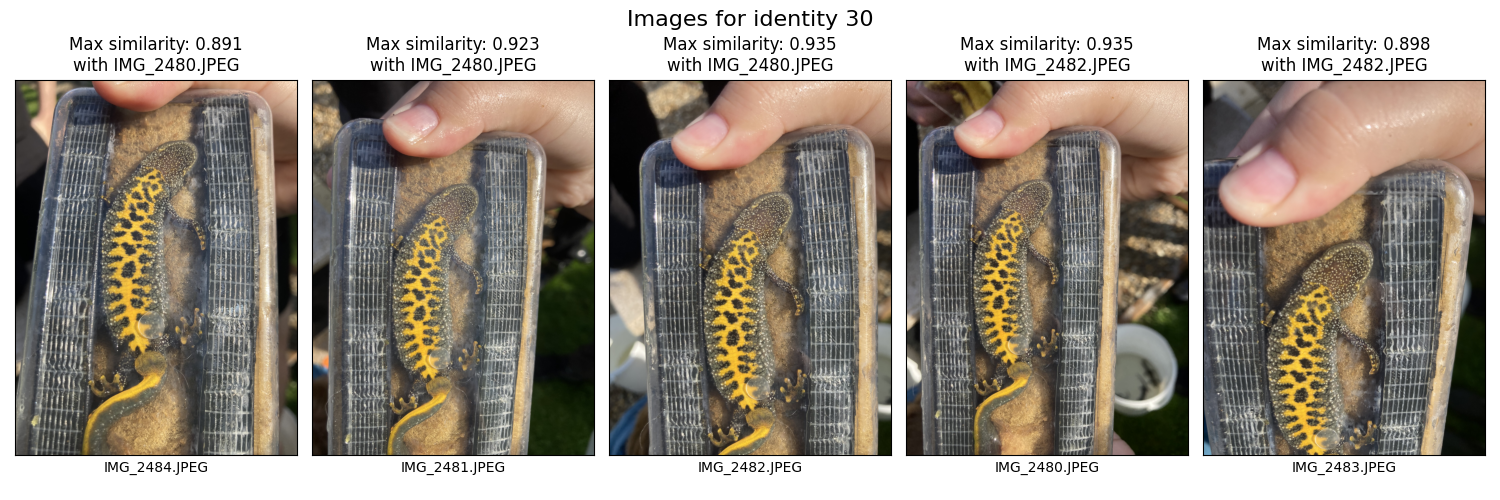 Images for identity 30
Max similarity: 0.891
with IMG_2480.JPEG
Max similarity: 0.923
with IMG_2480.JPEG
Max similarity: 0.935
with IMG_2480.JPEG
Max similarity: 0.935
with IMG_2482.JPEG
Max similarity: 0.898
with IMG_2482.JPEG
IMG_2484.JPEG
IMG_2481.JPEG
IMG_2482.JPEG
IMG_2480.JPEG
IMG_2483.JPEG